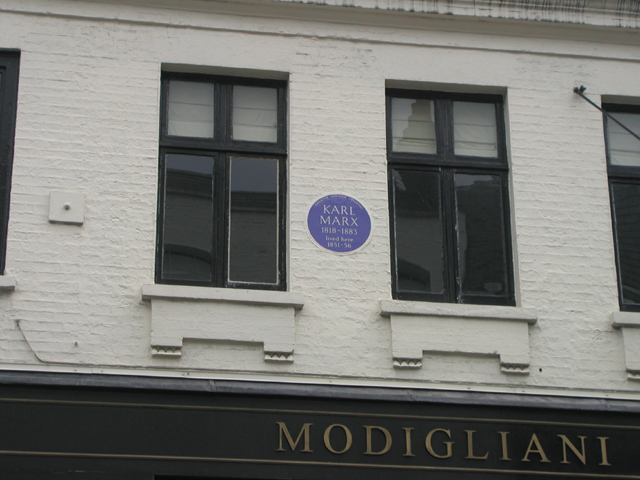 KARL
MARX
1818-1883
lived here
1851-56
MODIGLIANI